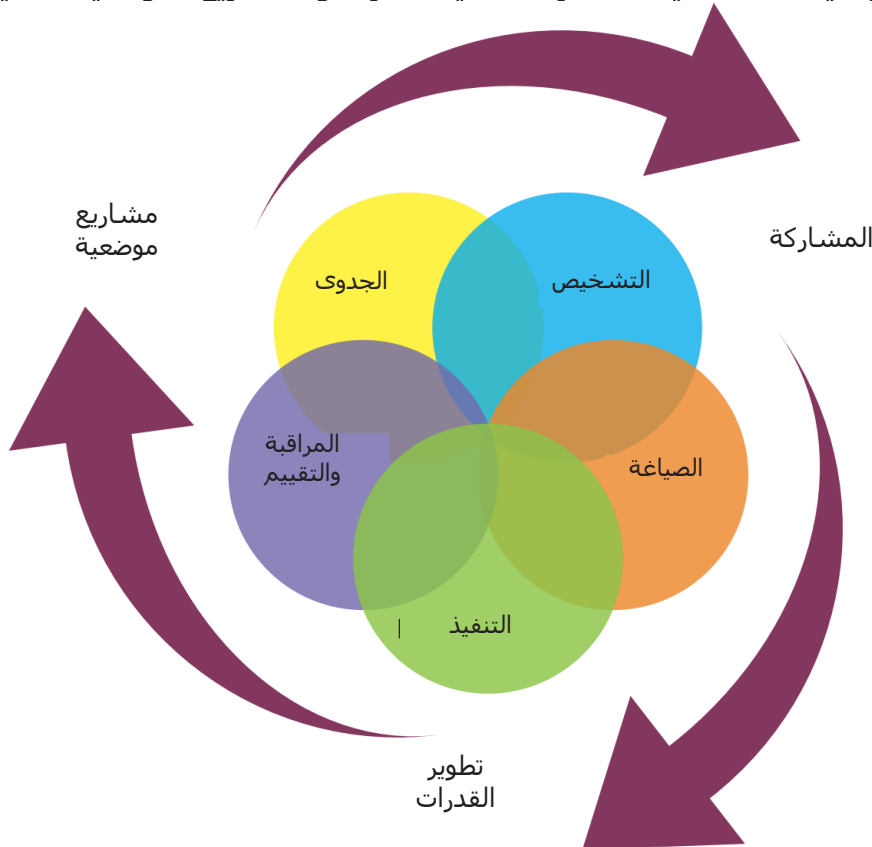 مشاريع
موضعية
المشاركة
الجدوى
التشخيص
المراقبة
والتقييم
الصياغة
التنفيذ
تطوير
القدرات